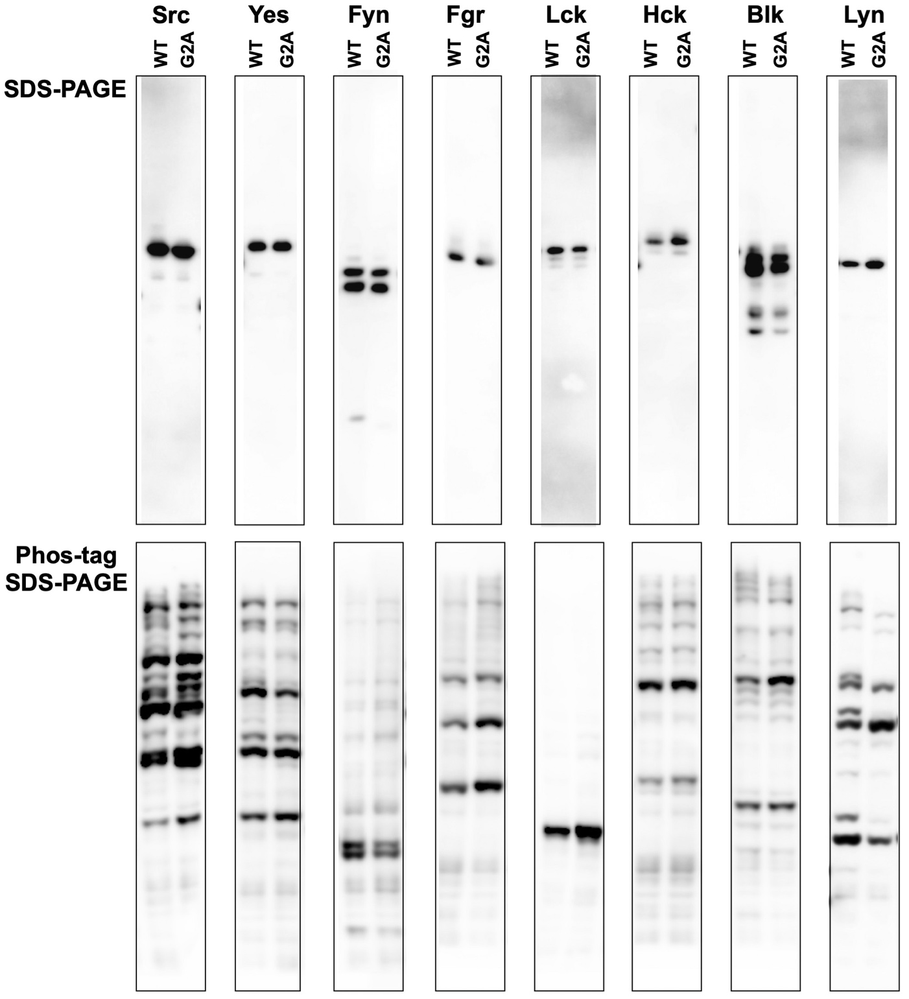 Src Yes Fyn Fgr Lck Hck Blk Lyn
WT G2A WT G2A WT G2A WT G2A WT G2A WT G2A WT G2A WT G2A
SDS-PAGE
Phos-tag
SDS-PAGE